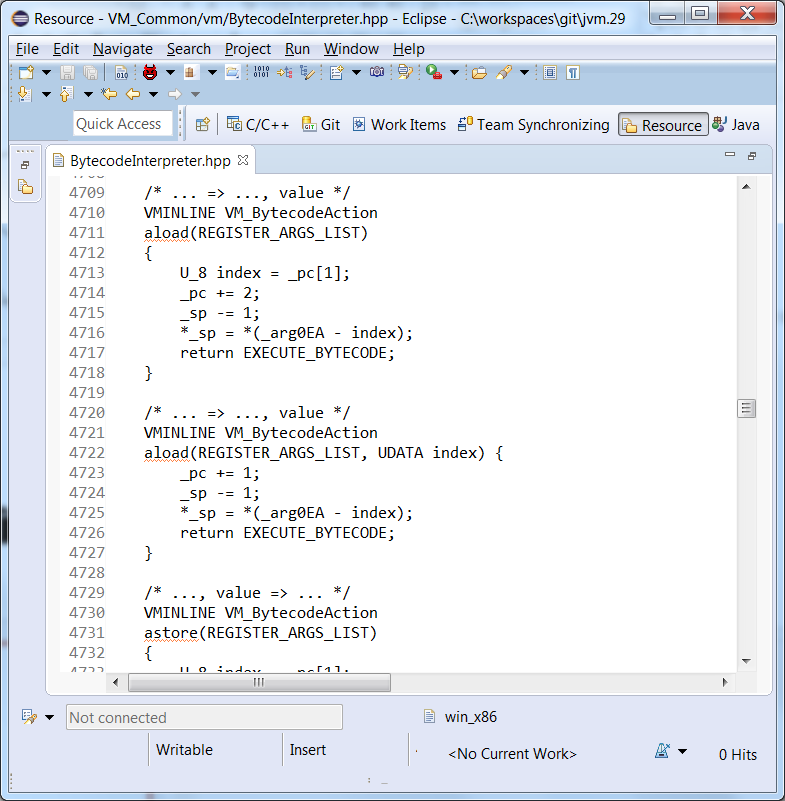 Resource - VM_Common/vm/BytecodeInterpreter.hpp - Eclipse - C:\workspaces\git\jvm.29
File Edit Navigate Search Project Run Window Help
Quick Access C/C++ Git Work Items Team Synchronizing Resource Java
BytecodeInterpreter.hpp
4709 /* ... => ..., value */
4710 VMINLINE VM_BytecodeAction
4711 aload(REGISTER_ARGS_LIST)
4712 {
4713 U_8 index = _pc[1];
4714 _pc += 2;
4715 _sp -= 1;
4716 *_sp = *(_arg0EA - index);
4717 return EXECUTE_BYTECODE;
4718 }
4719
4720 /* ... => ..., value */
4721 VMINLINE VM_BytecodeAction
4722 aload(REGISTER_ARGS_LIST, UDATA index) {
4723 _pc += 1;
4724 _sp -= 1;
4725 *_sp = *(_arg0EA - index);
4726 return EXECUTE_BYTECODE;
4727 }
4728
4729 /* ..., value => ... */
4730 VMINLINE VM_BytecodeAction
4731 astore(REGISTER_ARGS_LIST)
4732 {
4733 U_8 index = _pc[1];
Not connected win_x86
Writable Insert <No Current Work> 0 Hits